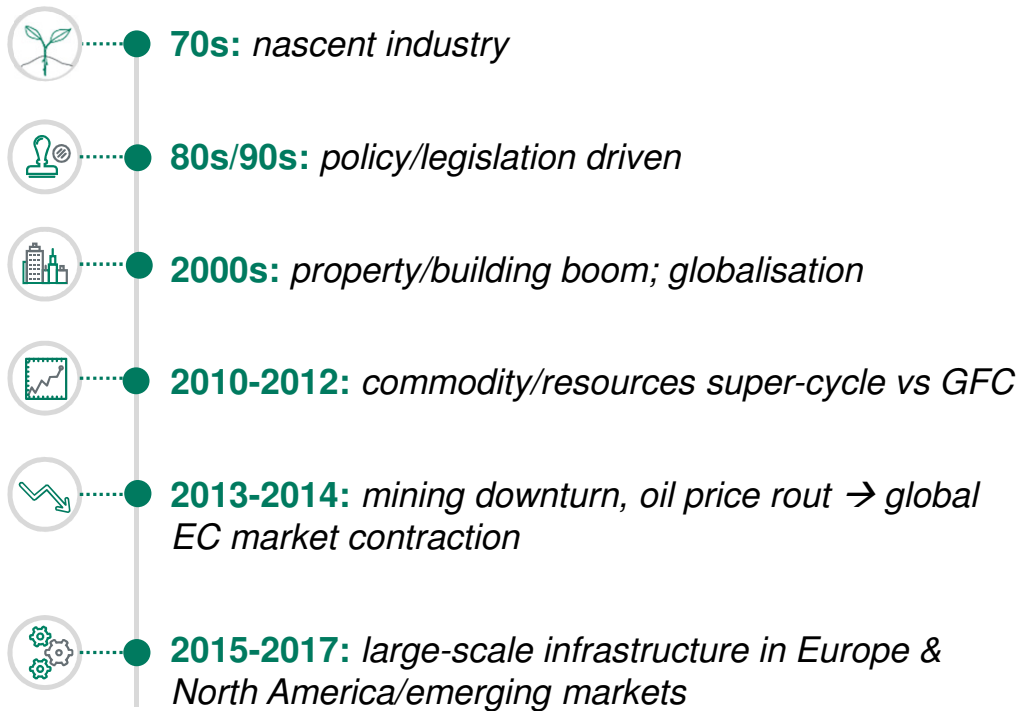 70s: nascent industry
80s/90s: policy/legislation driven
2000s: property/building boom; globalisation
2010-2012: commodity/resources super-cycle vs GFC
2013-2014: mining downturn, oil price rout → global
EC market contraction
2015-2017: large-scale infrastructure in Europe &
North America/emerging markets